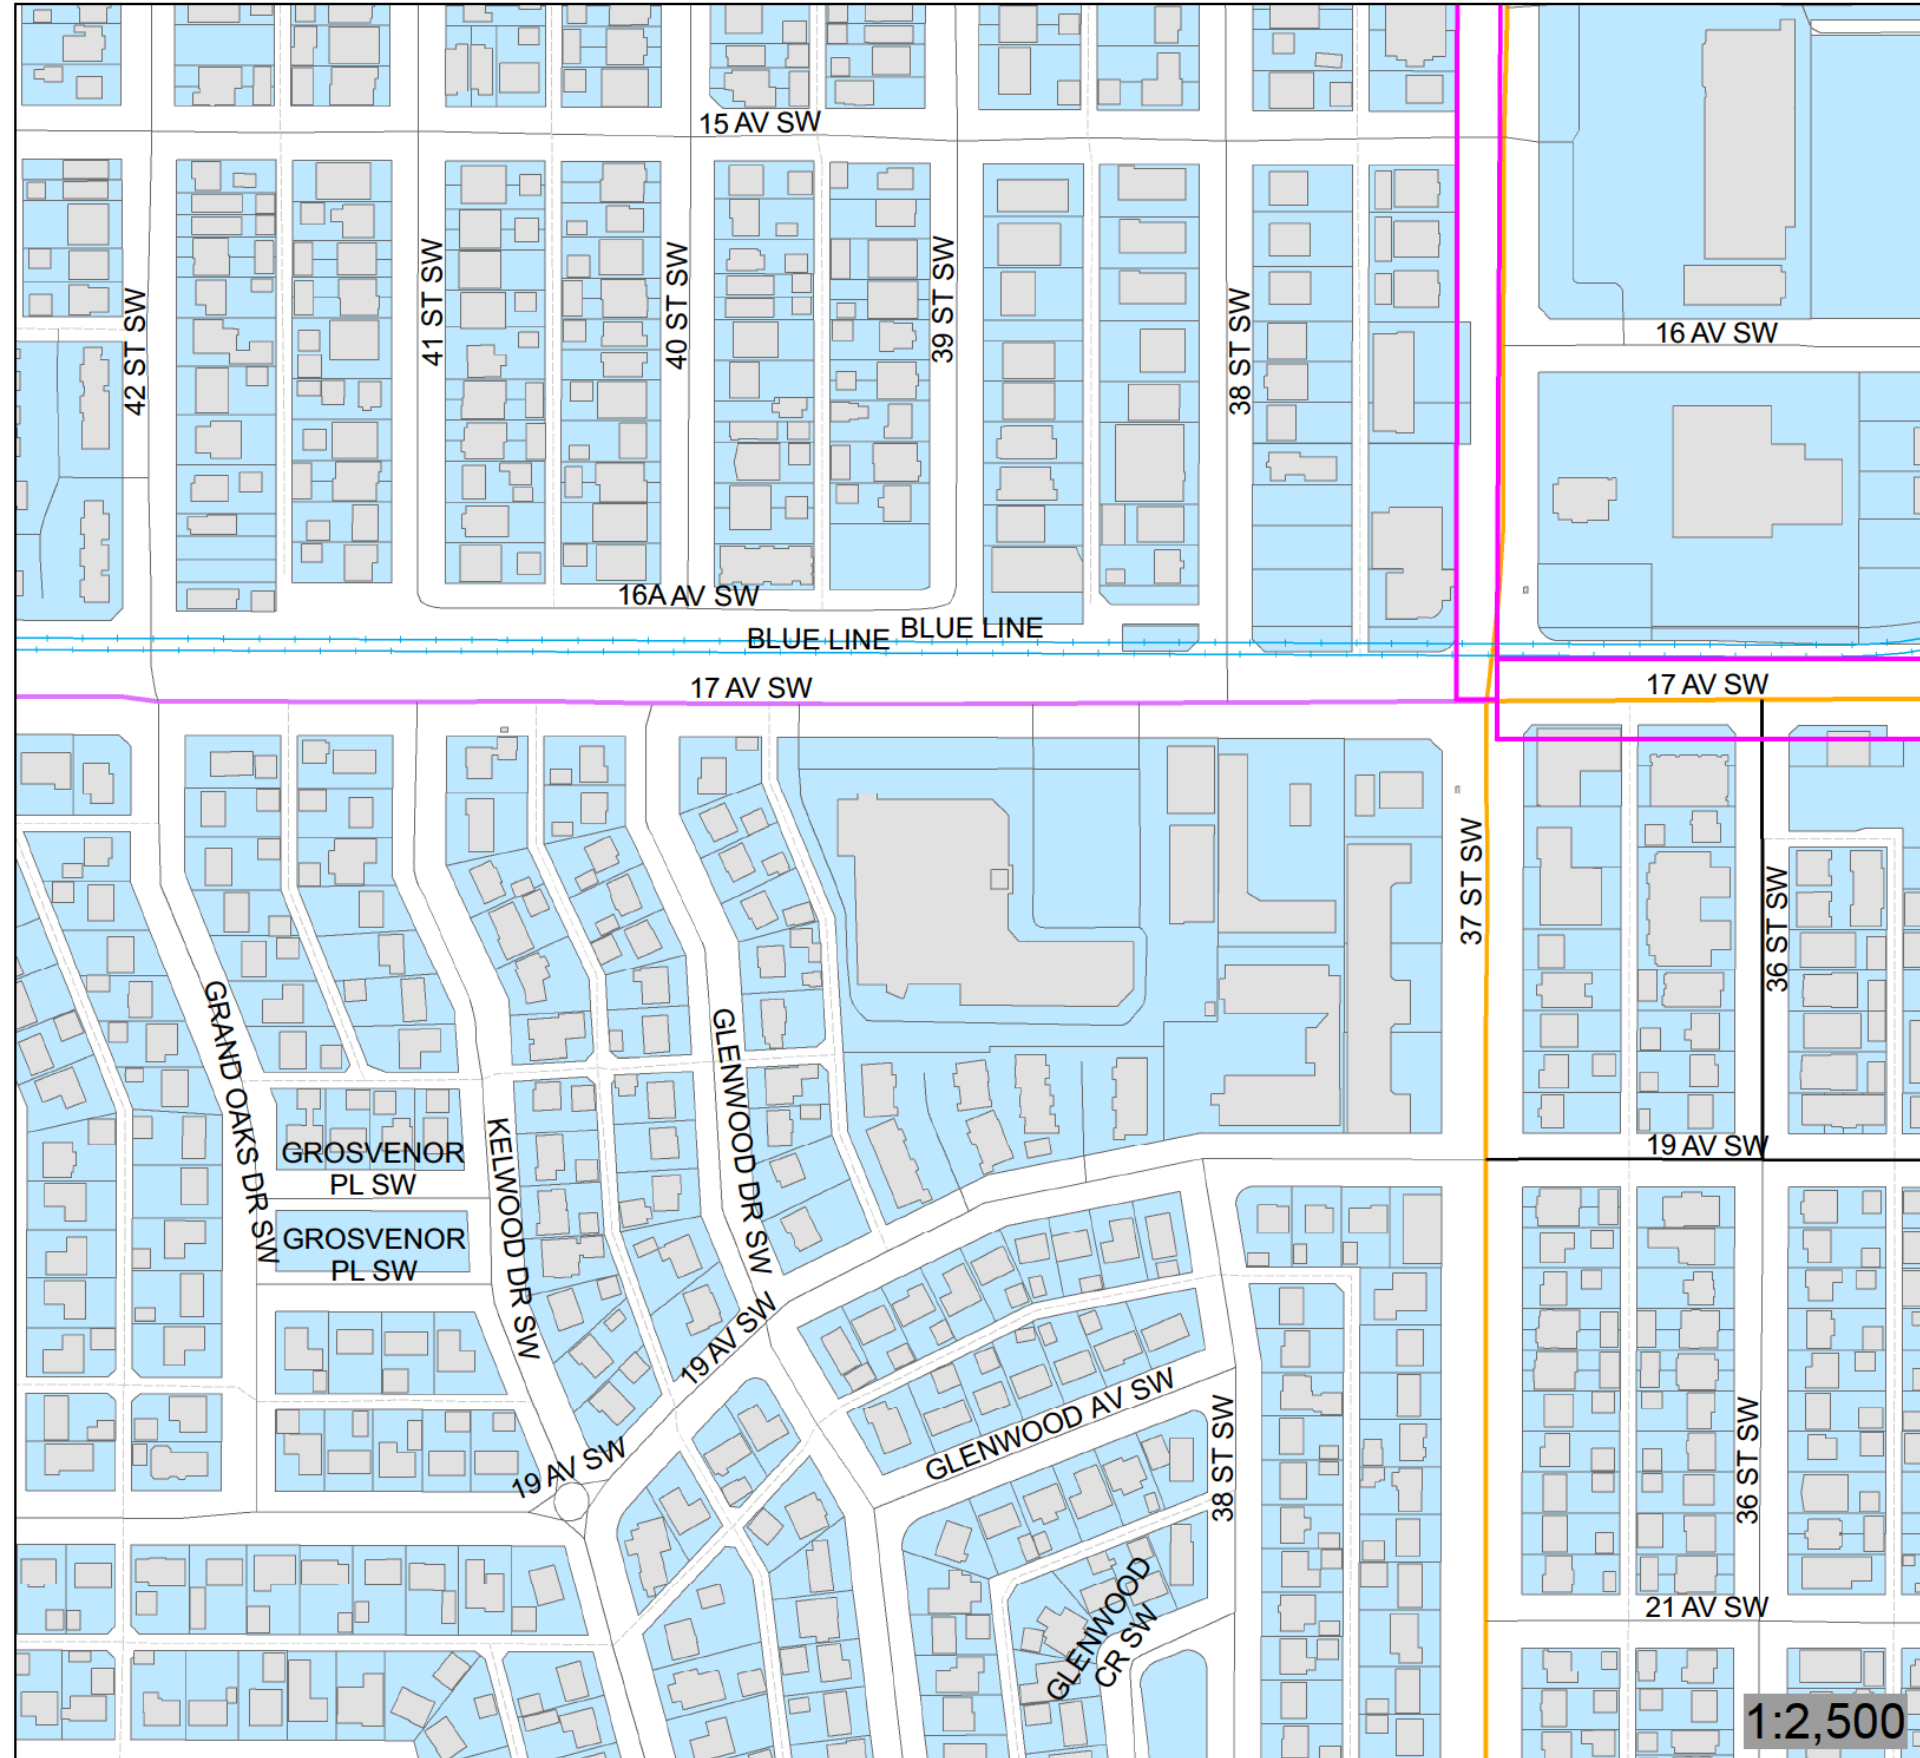 15 AV SW
42 ST SW
41 ST SW
40 ST SW
39 ST SW
38 ST SW
16 AV SW
16A AV SW
BLUE LINE
BLUE LINE
17 AV SW
17 AV SW
37 ST SW
36 ST SW
GRAND OAKS DR SW
GLENWOOD DR SW
KELWOOD DR SW
GROSVENOR
PL SW
GROSVENOR
PL SW
19 AV SW
19 AV SW
19 AV SW
GLENWOOD AV SW
38 ST SW
36 ST SW
GLENWOOD
CR SW
21 AV SW
1:2,500